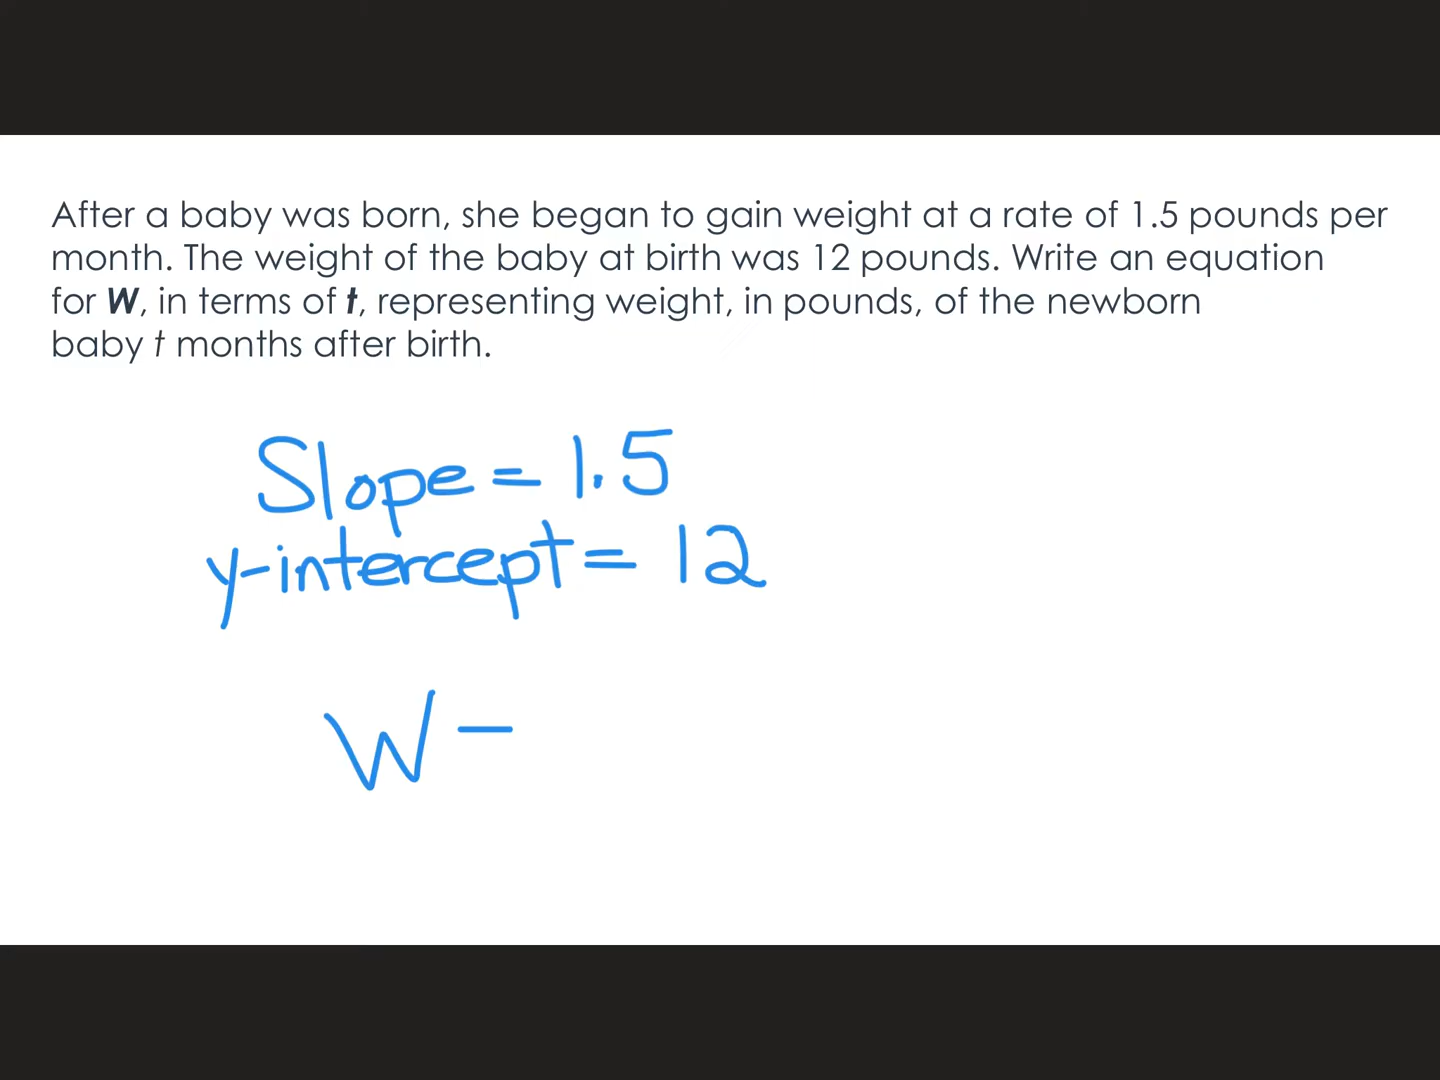 After a baby was born, she began to gain weight at a rate of 1.5 pounds per
month. The weight of the baby at birth was 12 pounds. Write an equation
for W, in terms of t, representing weight, in pounds, of the newborn
baby t months after birth.
Slope = 1.5
y-intercept = 12
W -